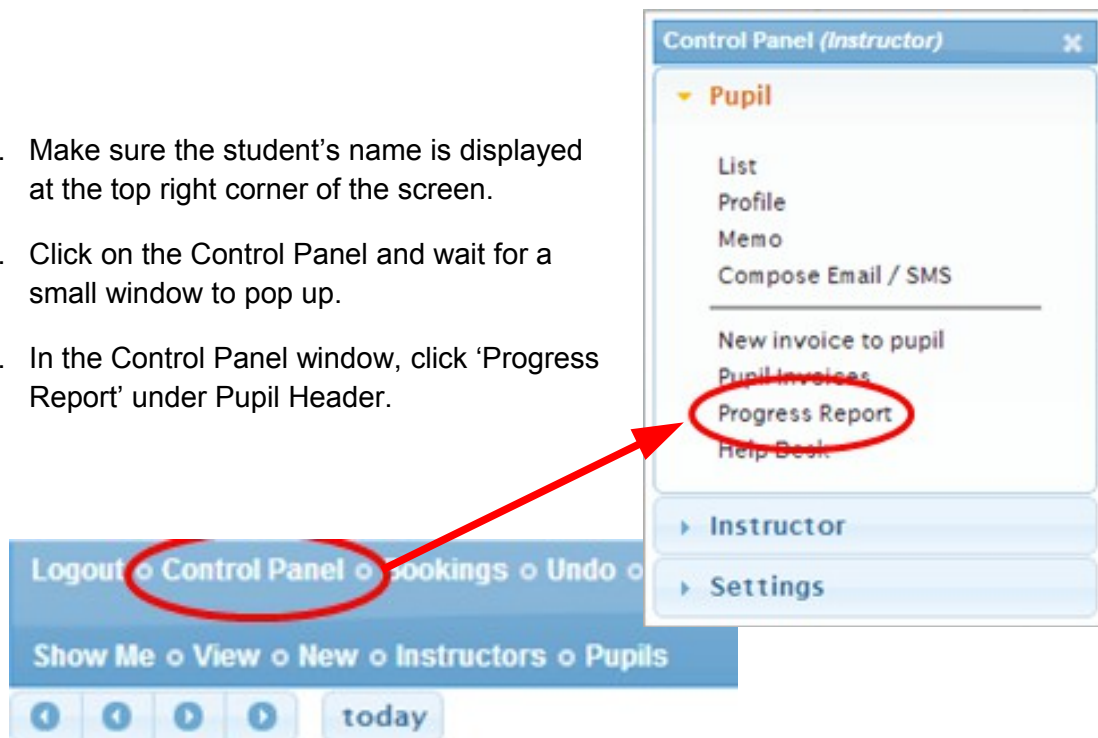 . Make sure the student’s name is displayed
at the top right corner of the screen.
. Click on the Control Panel and wait for a
small window to pop up.
. In the Control Panel window, click ‘Progress
Report’ under Pupil Header.
Control Panel (Instructor)
Pupil
List
Profile
Memo
Compose Email / SMS
New invoice to pupil
Pupil Invoices
Progress Report
Help Desk
Instructor
Settings
Logout o Control Panel o Bookings o Undo o
Show Me o View o New o Instructors o Pupils
today